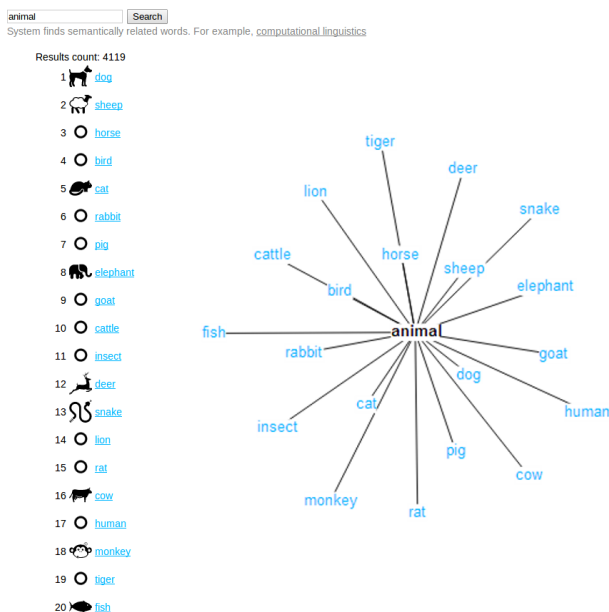 animal Search
System finds semantically related words. For example, computational linguistics
Results count: 4119
1 dog
2 sheep
3 horse
4 bird
5 cat
6 rabbit
7 pig
8 elephant
9 goat
10 cattle
11 insect
12 deer
13 snake
14 lion
15 rat
16 cow
17 human
18 monkey
19 tiger
20 fish
tiger
deer
lion
snake
cattle
horse
sheep
elephant
bird
fish
animal
rabbit
goat
dog
cat
human
insect
pig
cow
monkey
rat